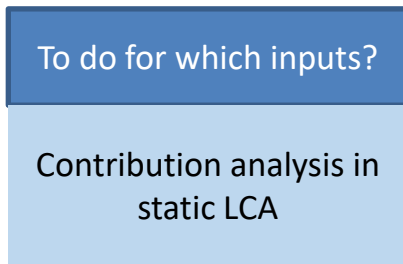 To do for which inputs?
Contribution analysis in
static LCA